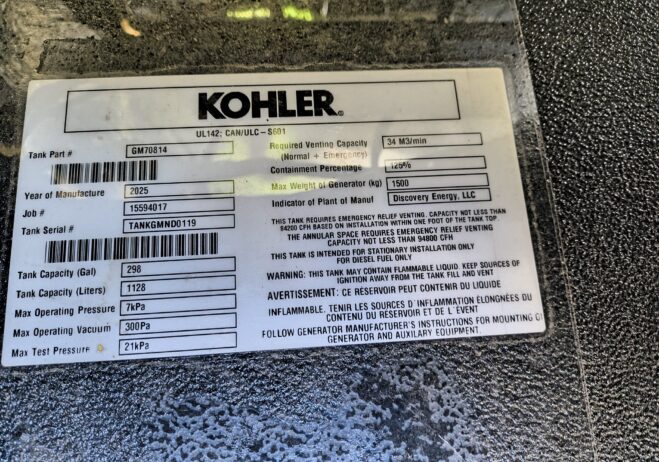 KOHLER®
UL142; CAN/ULC-S601
Tank Part # GM70814
Year of Manufacture 2025
Job # 15594017
Tank Serial # TANKGMND0119
Tank Capacity (Gal) 298
Tank Capacity (Liters) 1128
Max Operating Pressure 7kPa
Max Operating Vacuum 300Pa
Max Test Pressure 21kPa
Required Venting Capacity 34 M3/min
(Normal + Emergency)
Containment Percentage 126%
Max Weight of Generator (kg) 1500
Indicator of Plant of Manuf Discovery Energy, LLC
THIS TANK REQUIRES EMERGENCY RELIEF VENTING. CAPACITY NOT LESS THAN
94200 CFH BASED ON INSTALLATION WITHIN ONE FOOT OF THE TANK TOP
THE ANNULAR SPACE REQUIRES EMERGENCY RELIEF VENTING
CAPACITY NOT LESS THAN 94800 CFH
THIS TANK IS INTENDED FOR STATIONARY INSTALLATION ONLY
FOR DIESEL FUEL ONLY
WARNING: THIS TANK MAY CONTAIN FLAMMABLE LIQUID. KEEP SOURCES OF
IGNITION AWAY FROM TANK FILL AND VENT
AVERTISSEMENT: CE RÉSERVOIR PEUT CONTENIR DU LIQUIDE
INFLAMMABLE. TENIR LES SOURCES D'INFLAMMATION ÉLONGNÉES DU
CONTENU DU RESERVOIR ET DE L'ÉVENT
FOLLOW GENERATOR MANUFACTURER'S INSTRUCTIONS FOR MOUNTING OF
GENERATOR AND AUXILARY EQUIPMENT.